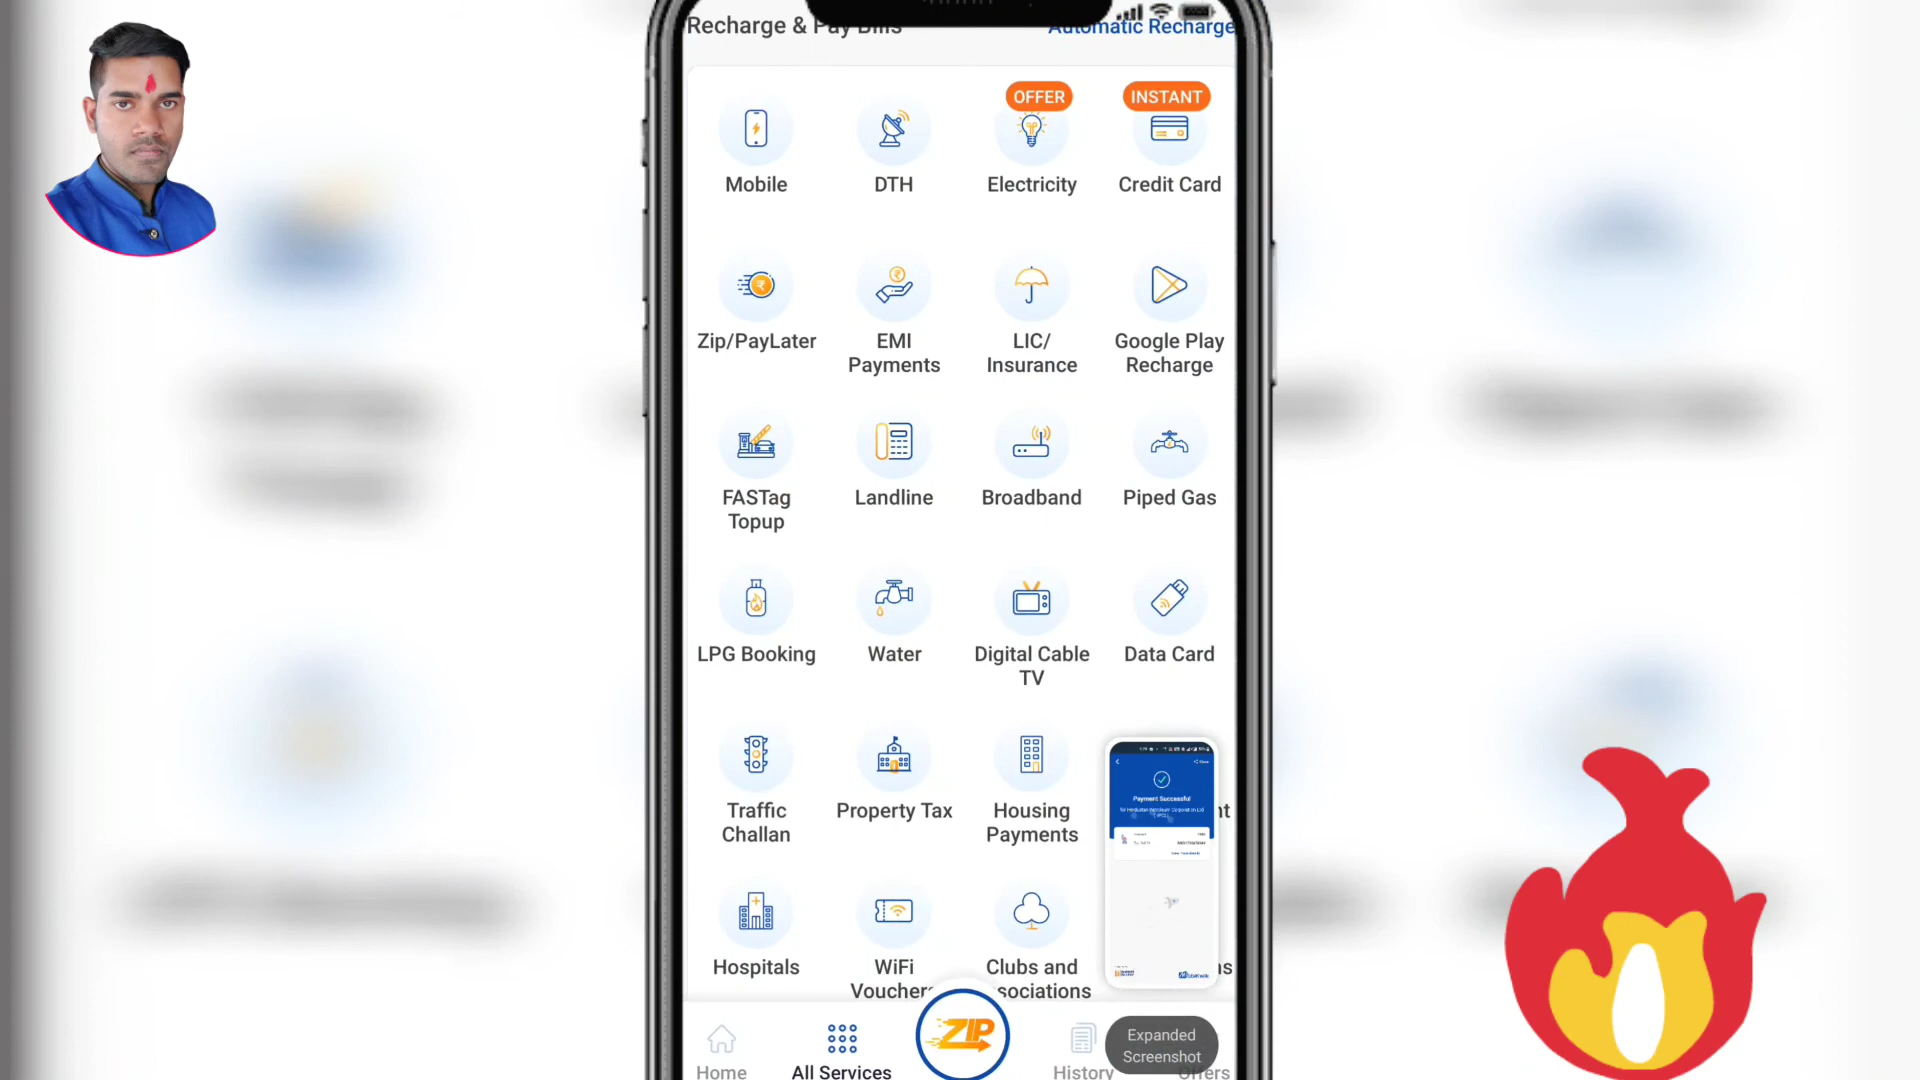 Recharge & Pay Bills
Automatic Recharge
OFFER
INSTANT
Mobile
DTH
Electricity
Credit Card
Zip/PayLater
EMI
Payments
LIC/
Insurance
Google Play
Recharge
FASTag
Topup
Landline
Broadband
Piped Gas
LPG Booking
Water
Digital Cable
TV
Data Card
Traffic
Challan
Property Tax
Housing
Payments
Payment Successful
Hospitals
WiFi
Clubs and
ZIP
Home
All Services
History
Offers
Expanded
Screenshot